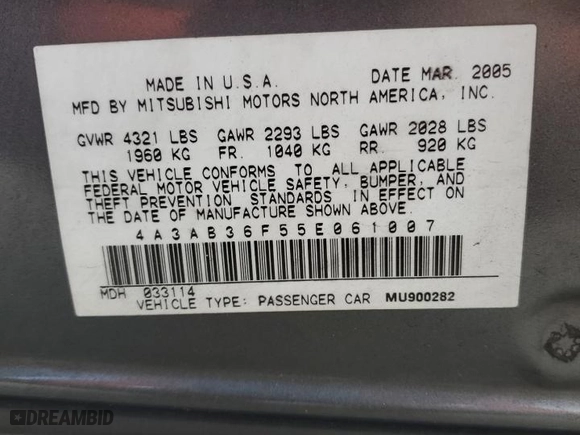 MADE IN U.S.A. DATE MAR. 2005
MFD BY MITSUBISHI MOTORS NORTH AMERICA, INC.
GVWR 4321 LBS GAWR 2293 LBS GAWR 2028 LBS
1960 KG FR. 1040 KG RR. 920 KG
THIS VEHICLE CONFORMS TO ALL APPLICABLE
FEDERAL MOTOR VEHICLE SAFETY, BUMPER, AND
THEFT PREVENTION STANDARDS IN EFFECT ON
THE DATE OF MANUFACTURE SHOWN ABOVE.
4A3AB36F55E061007
MDH 033114
VEHICLE TYPE: PASSENGER CAR MU900282
DREAMBID